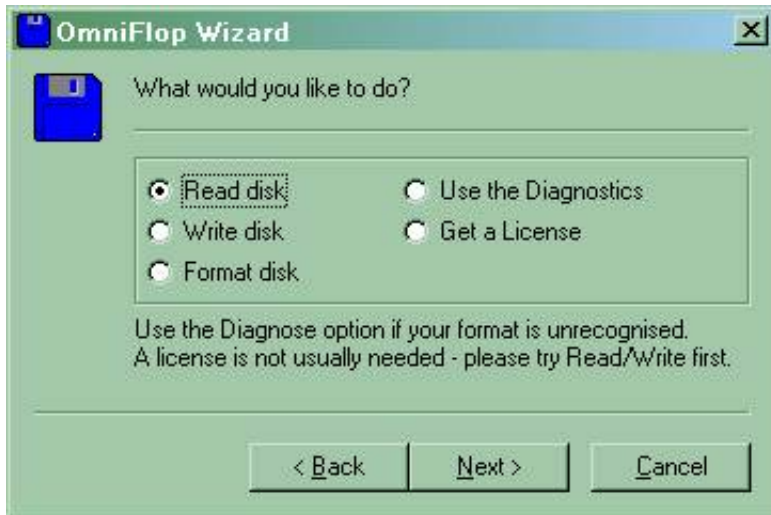 OmniFlop Wizard
What would you like to do?
Read disk
Use the Diagnostics
Write disk
Get a License
Format disk
Use the Diagnose option if your format is unrecognised.
A license is not usually needed - please try Read/Write first.
< Back
Next >
Cancel